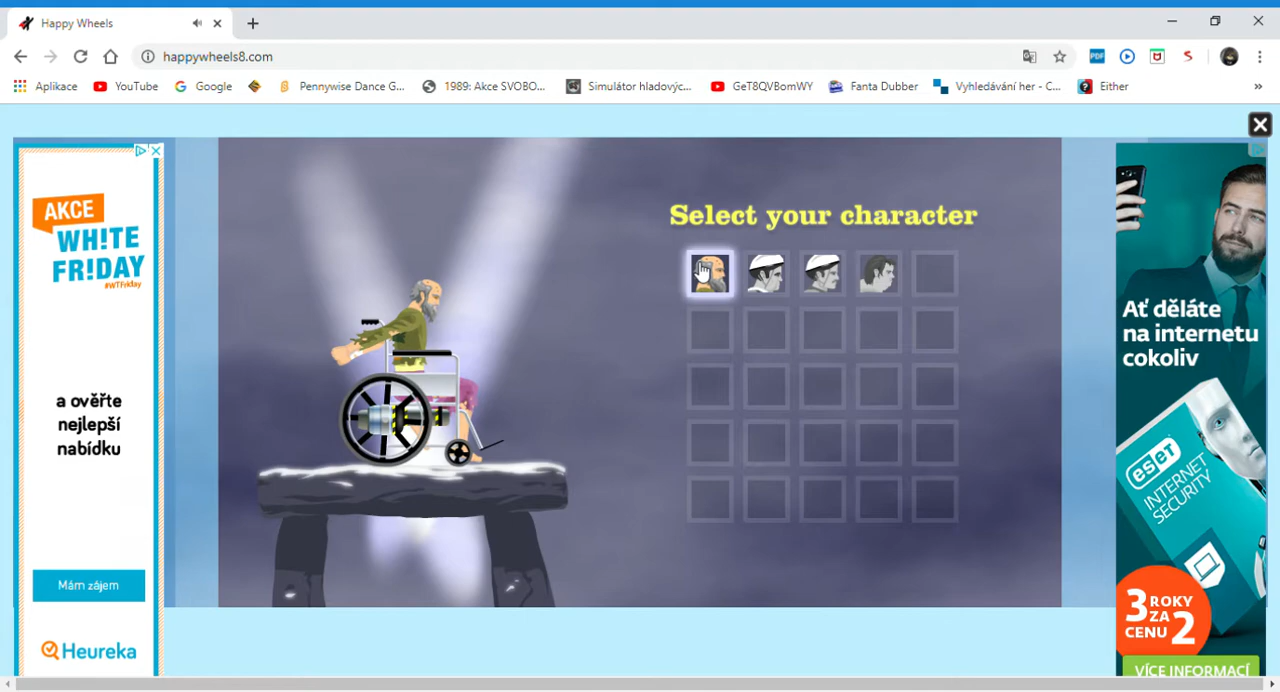 Happy Wheels
happywheels8.com
PDF
Aplikace
YouTube
Google
Pennywise Dance G...
1989: Akce SVOBO...
Simulátor hladovýc...
GeT8QVBomWY
Fanta Dubber
Vyhledávání her - C...
Either
»
AKCE
WH!TE
FR!DAY
#WTFriday
a ověřte
nejlepší
nabídku
Mám zájem
Heureka
Select your character
Ať děláte
na internetu
cokoliv
eset
INTERNET
SECURITY
3 ROKY
ZA
CENU 2
VÍCE INFORMACÍ